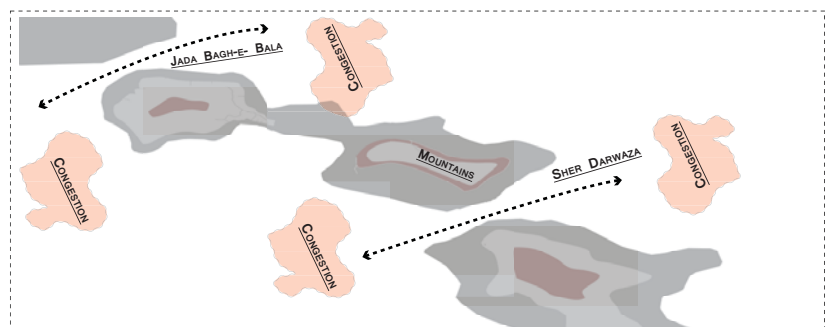 Jada Bagh-e- Bala
Congestion
Mountains
Sher Darwaza
Congestion
Congestion
Congestion